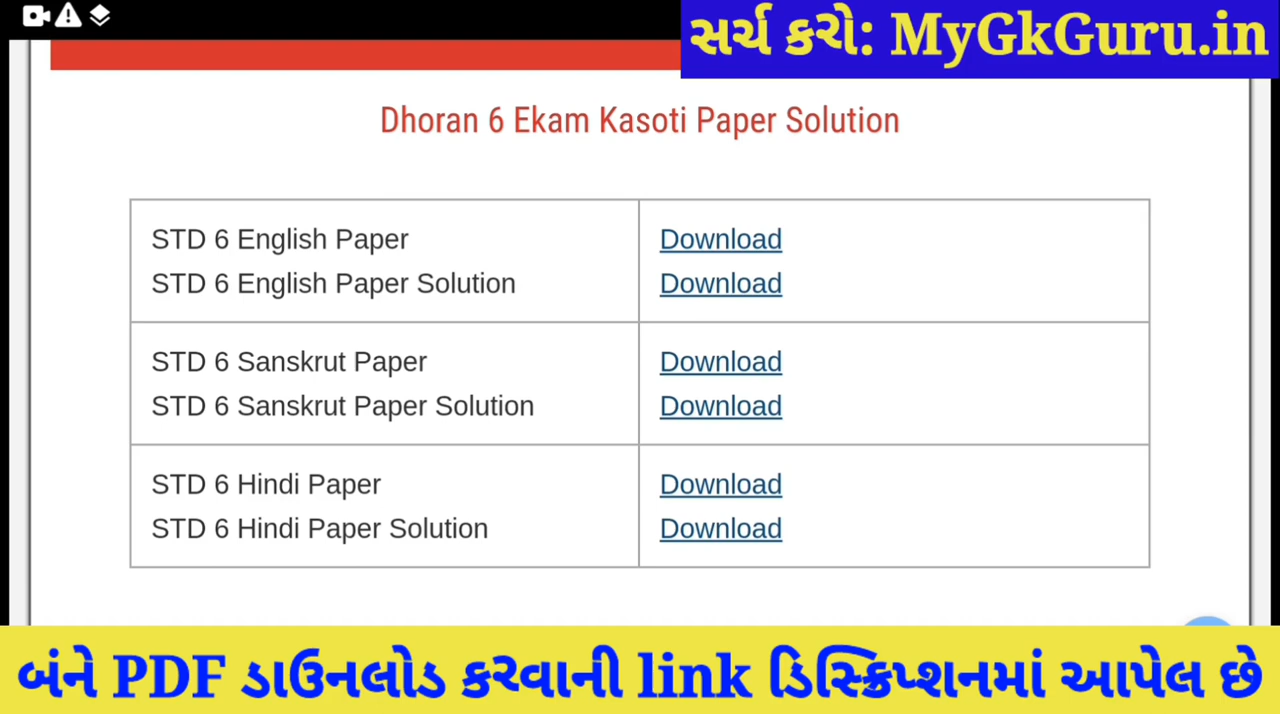 સર્ચ કરો: MyGkGuru.in
Dhoran 6 Ekam Kasoti Paper Solution
STD 6 English Paper Download
STD 6 English Paper Solution Download
STD 6 Sanskrut Paper Download
STD 6 Sanskrut Paper Solution Download
STD 6 Hindi Paper Download
STD 6 Hindi Paper Solution Download
બંને PDF ડાઉનલોડ કરવાની link ડિસ્ક્રિપ્શનમાં આપેલ છે